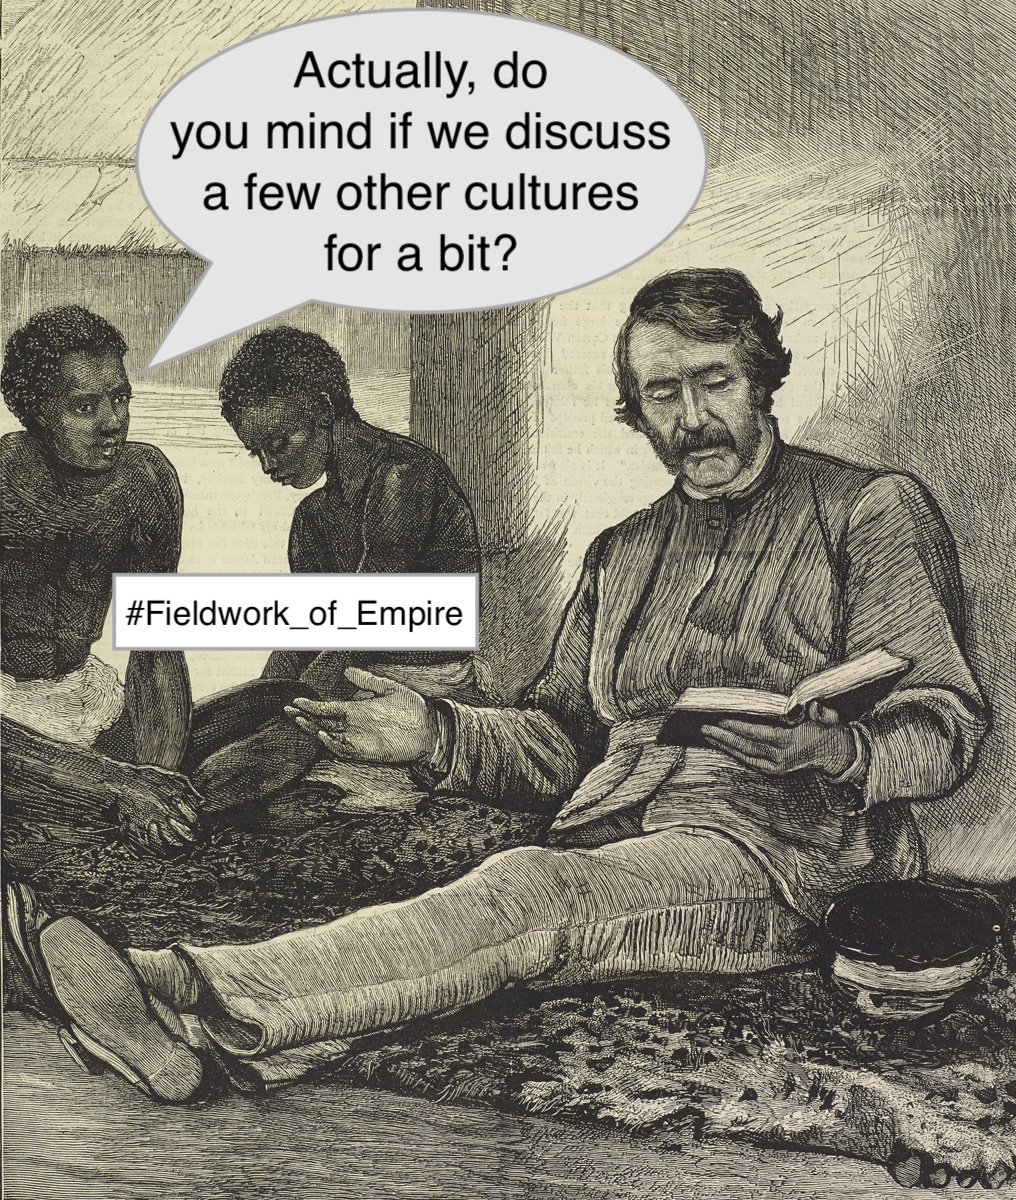 Actually, do
you mind if we discuss
a few other cultures
for a bit?
#Fieldwork_of_Empire